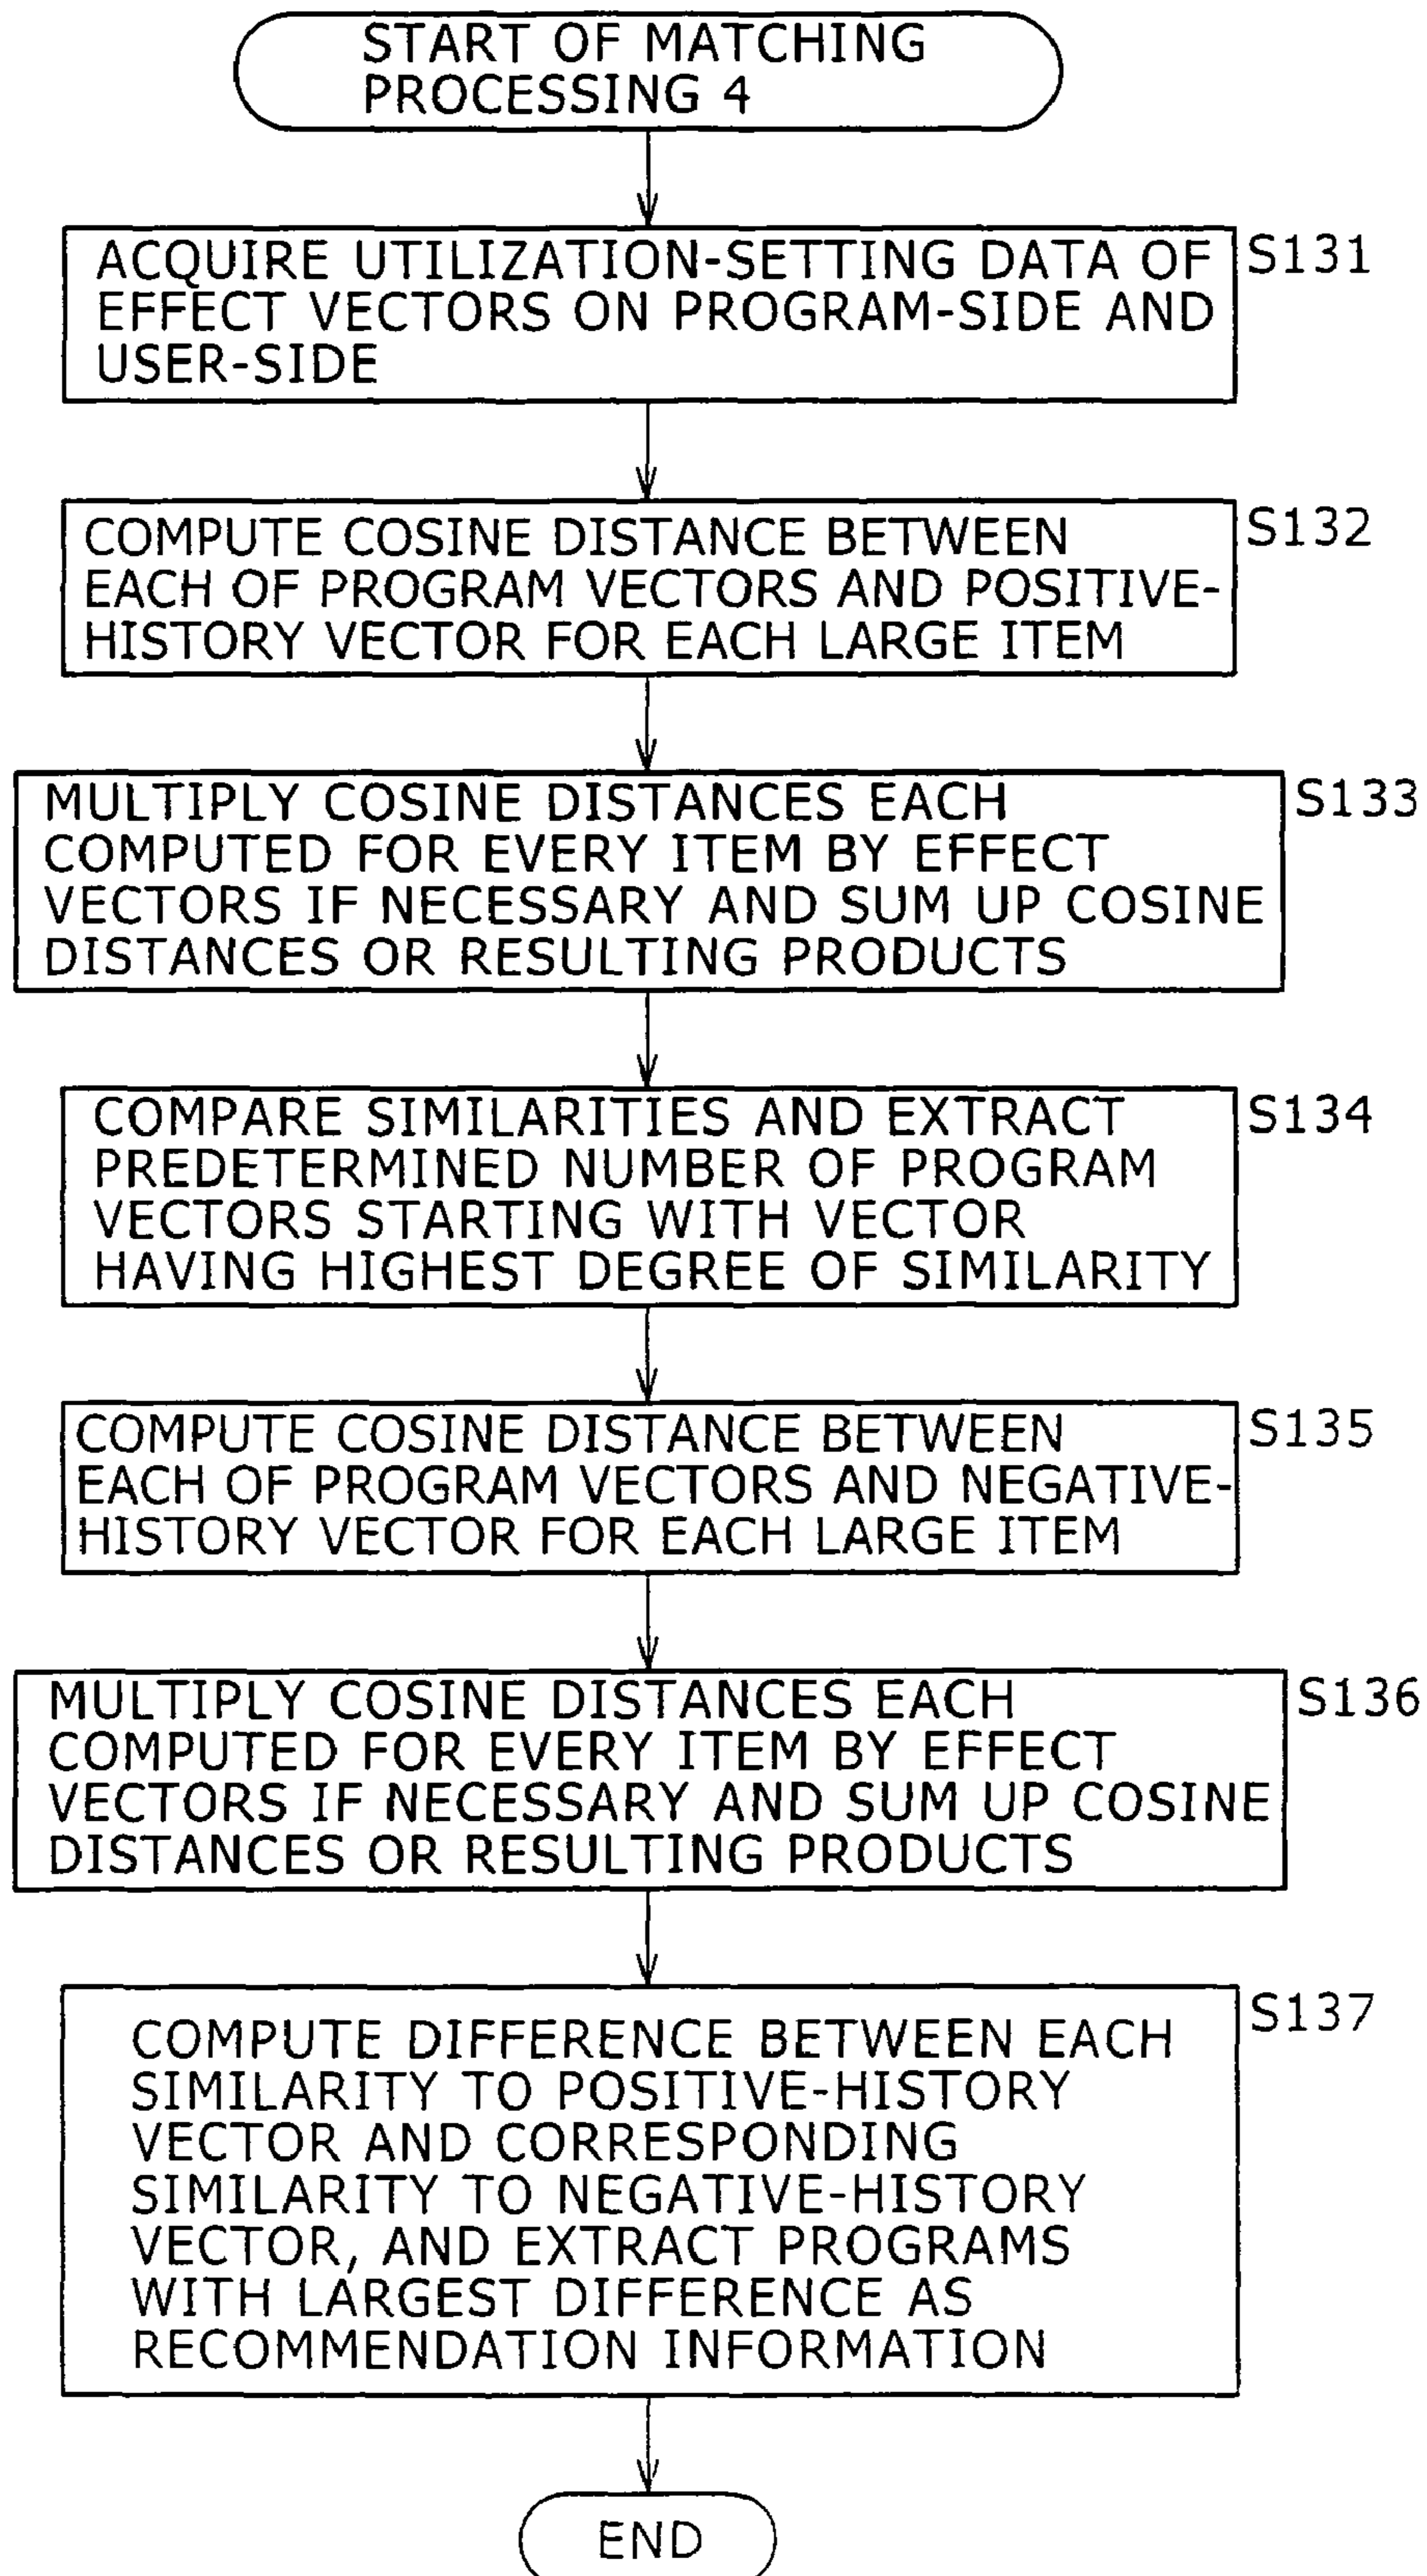 START OF MATCHING
PROCESSING 4
ACQUIRE UTILIZATION-SETTING DATA OF
EFFECT VECTORS ON PROGRAM-SIDE AND
USER-SIDE
S131
COMPUTE COSINE DISTANCE BETWEEN
EACH OF PROGRAM VECTORS AND POSITIVE-
HISTORY VECTOR FOR EACH LARGE ITEM
S132
MULTIPLY COSINE DISTANCES EACH
COMPUTED FOR EVERY ITEM BY EFFECT
VECTORS IF NECESSARY AND SUM UP COSINE
DISTANCES OR RESULTING PRODUCTS
S133
COMPARE SIMILARITIES AND EXTRACT
PREDETERMINED NUMBER OF PROGRAM
VECTORS STARTING WITH VECTOR
HAVING HIGHEST DEGREE OF SIMILARITY
S134
COMPUTE COSINE DISTANCE BETWEEN
EACH OF PROGRAM VECTORS AND NEGATIVE-
HISTORY VECTOR FOR EACH LARGE ITEM
S135
MULTIPLY COSINE DISTANCES EACH
COMPUTED FOR EVERY ITEM BY EFFECT
VECTORS IF NECESSARY AND SUM UP COSINE
DISTANCES OR RESULTING PRODUCTS
S136
COMPUTE DIFFERENCE BETWEEN EACH
SIMILARITY TO POSITIVE-HISTORY
VECTOR AND CORRESPONDING
SIMILARITY TO NEGATIVE-HISTORY
VECTOR, AND EXTRACT PROGRAMS
WITH LARGEST DIFFERENCE AS
RECOMMENDATION INFORMATION
S137
END